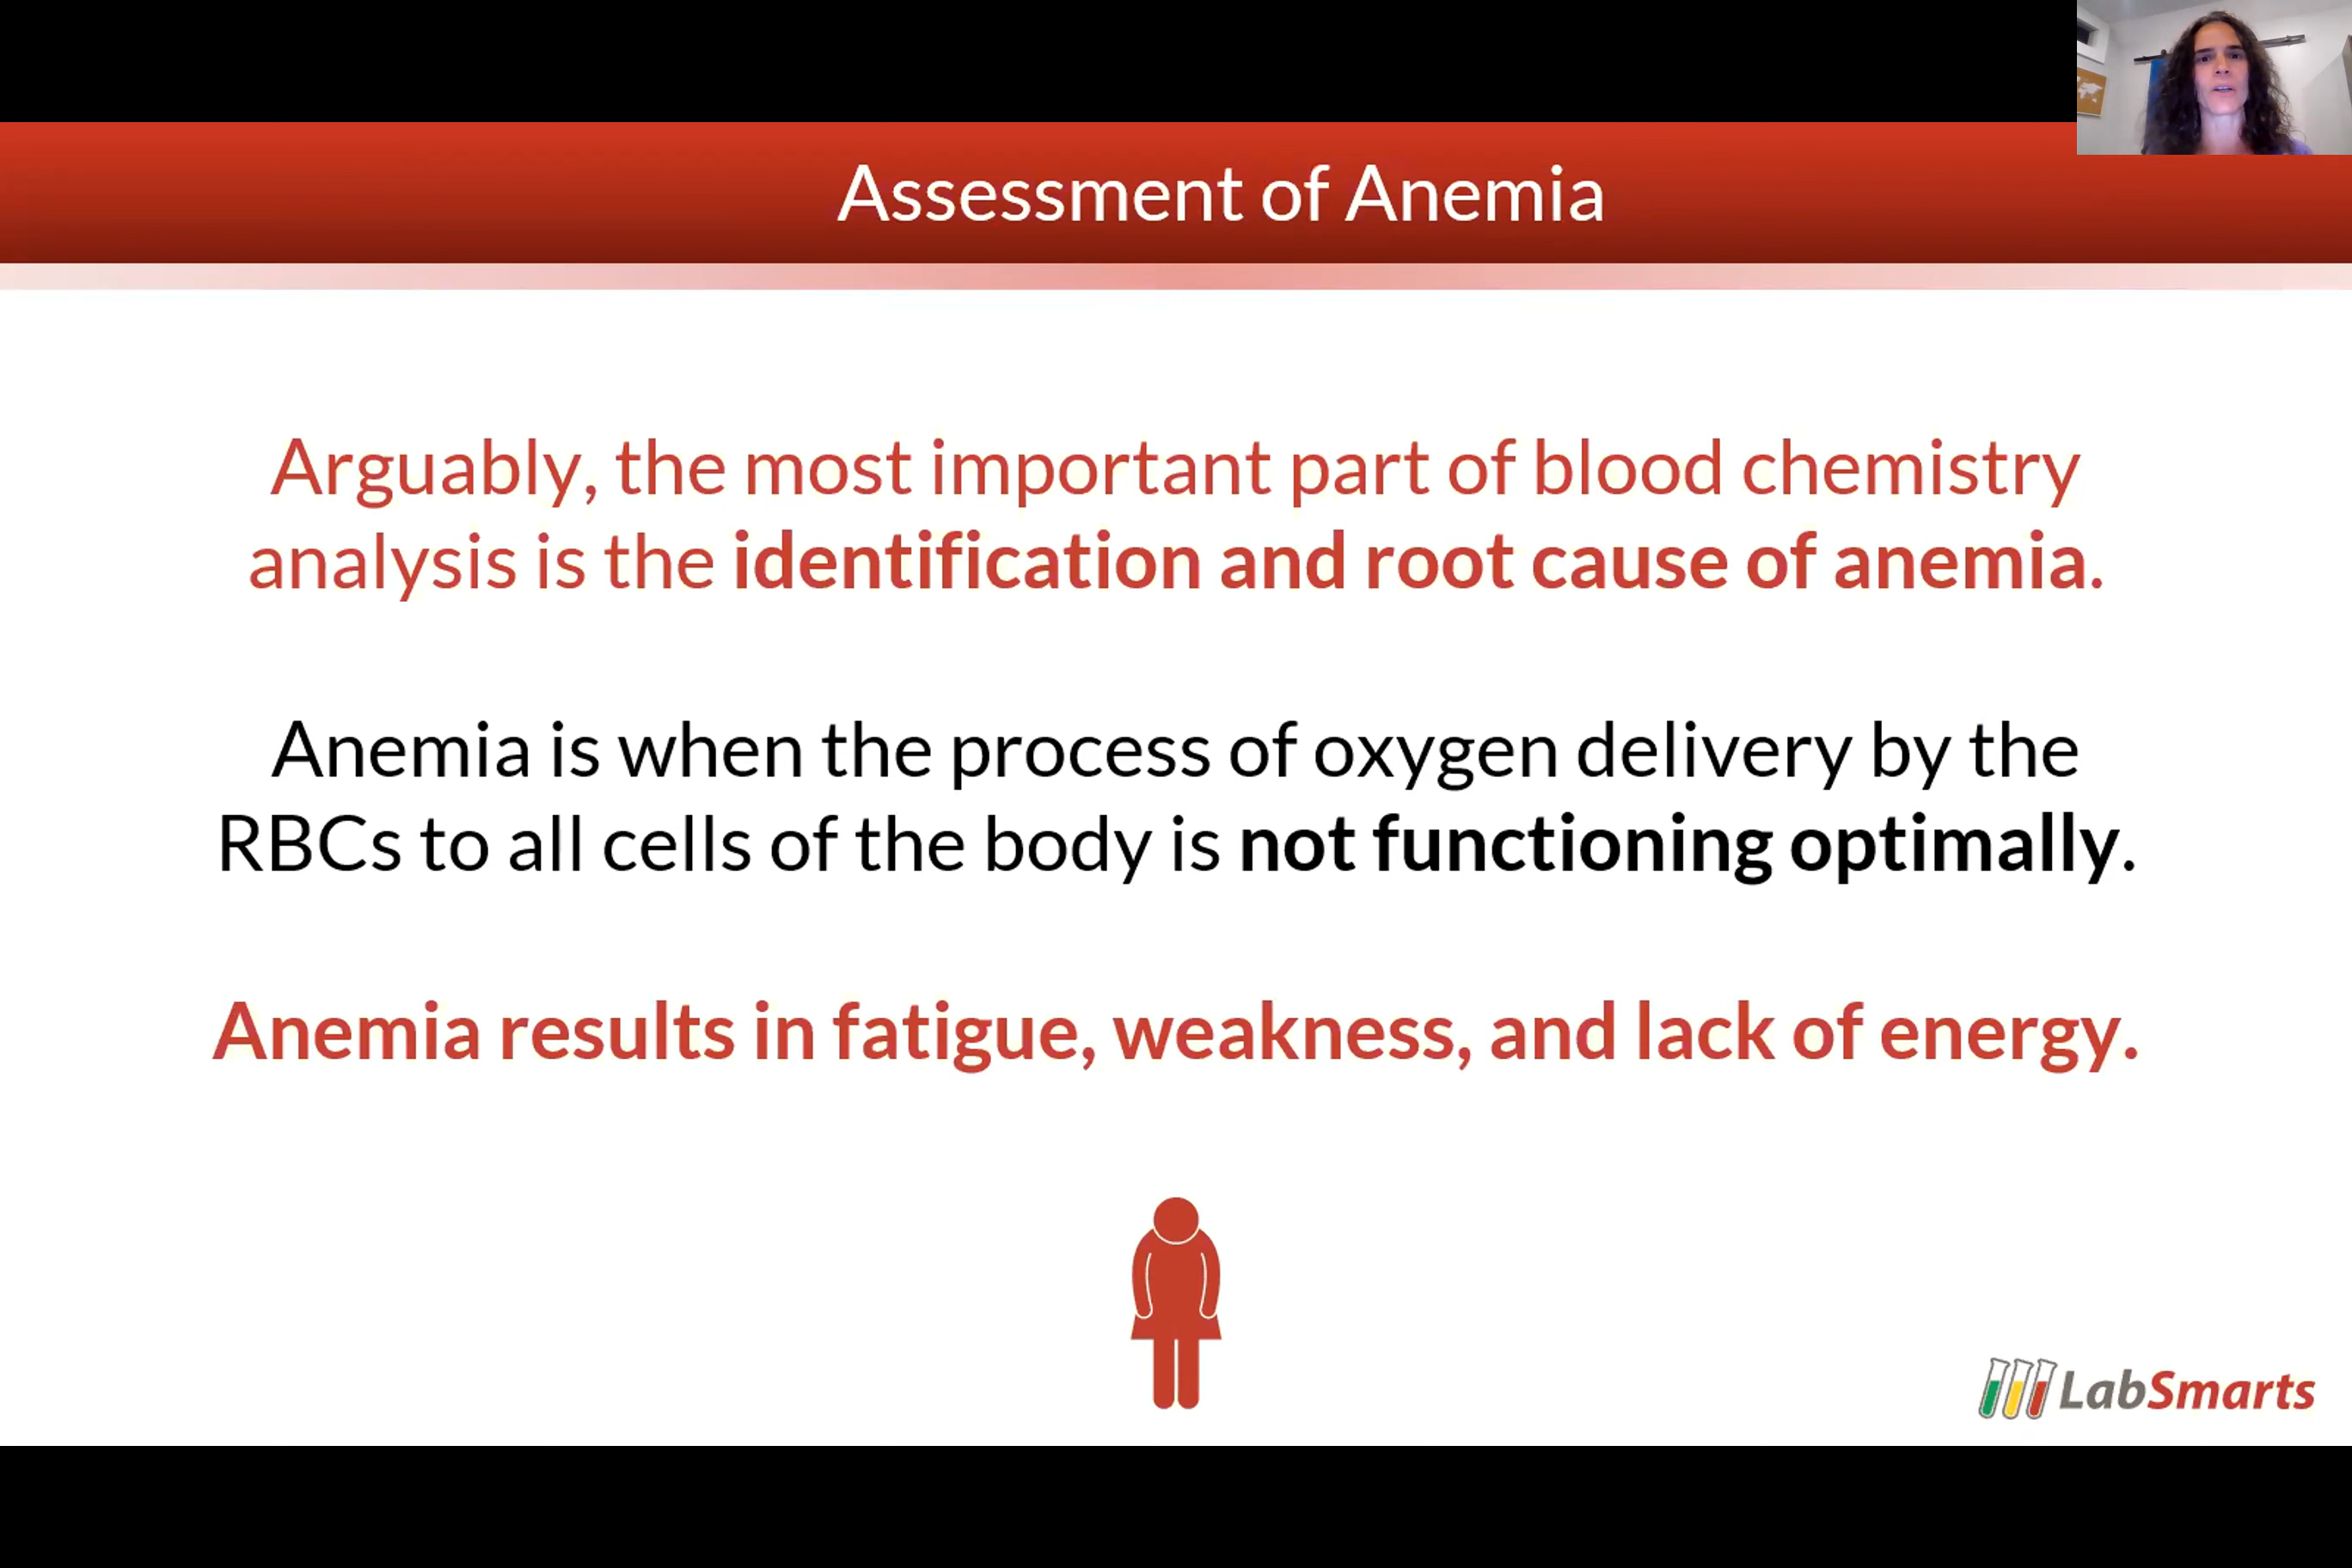 Assessment of Anemia
Arguably, the most important part of blood chemistry
analysis is the identification and root cause of anemia.
Anemia is when the process of oxygen delivery by the
RBCs to all cells of the body is not functioning optimally.
Anemia results in fatigue, weakness, and lack of energy.
LabSmarts